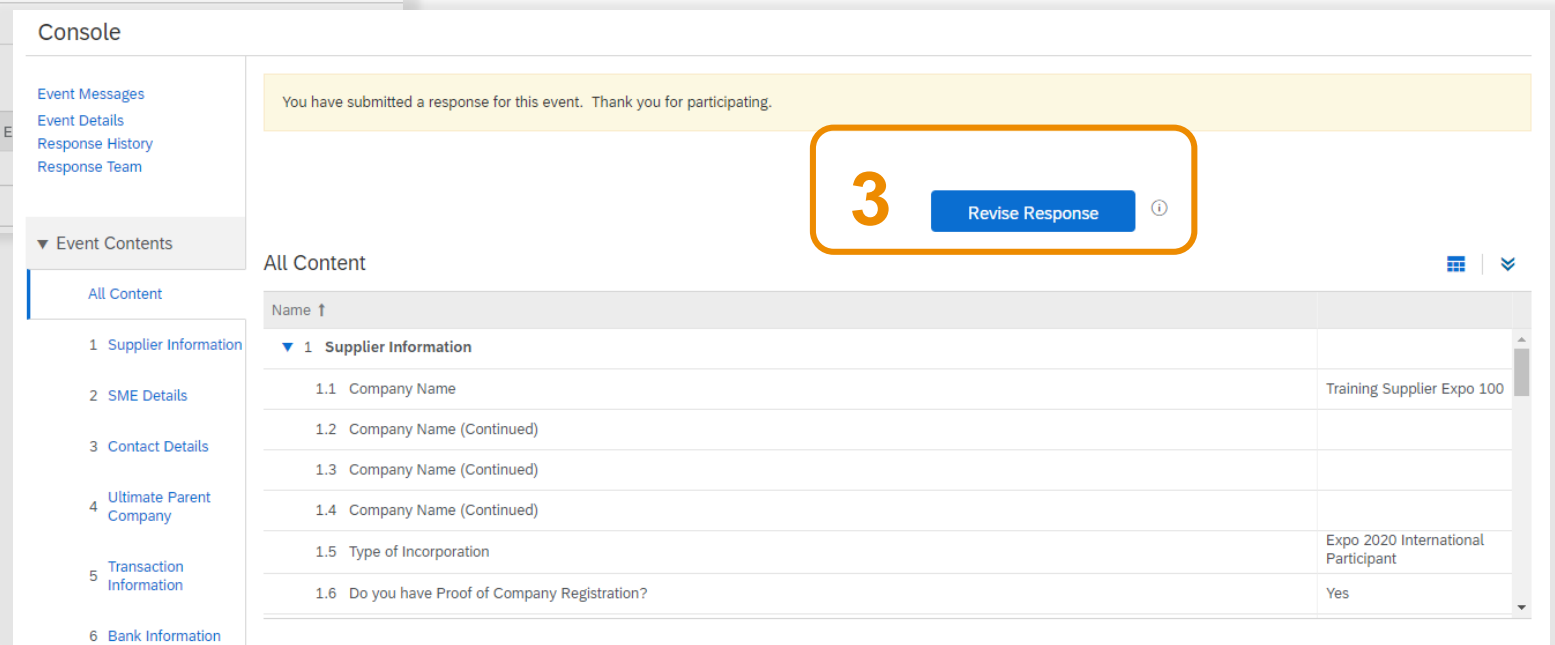 Console
Event Messages
Event Details
Response History
Response Team
E
You have submitted a response for this event. Thank you for participating.
3
Revise Response
▼ Event Contents
All Content
1 Supplier Information
2 SME Details
3 Contact Details
4 Ultimate Parent
Company
5 Transaction
Information
6 Bank Information
All Content
Name ↑
▼ 1 Supplier Information
1.1 Company Name Training Supplier Expo 100
1.2 Company Name (Continued)
1.3 Company Name (Continued)
1.4 Company Name (Continued)
1.5 Type of Incorporation Expo 2020 International
Participant
1.6 Do you have Proof of Company Registration? Yes